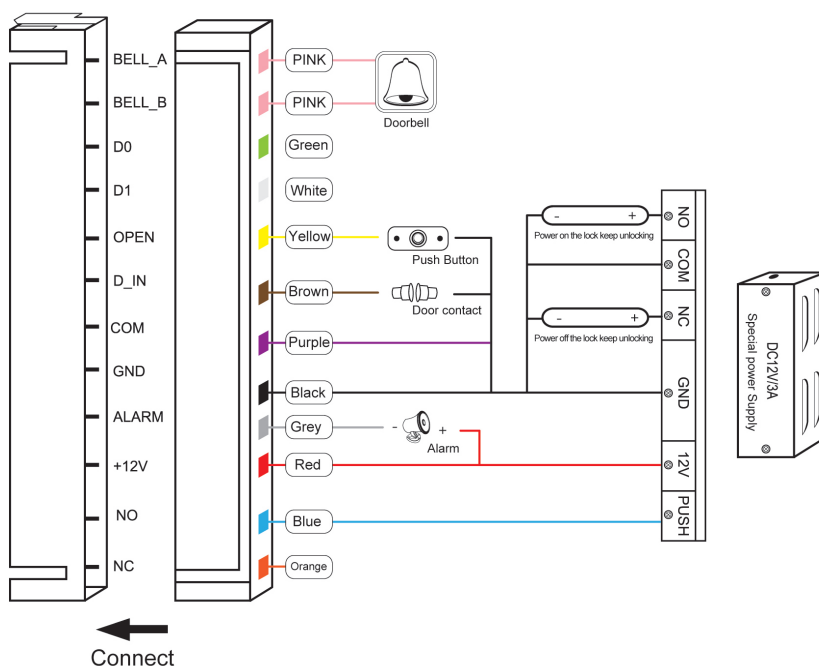 BELL_A
BELL_B
D0
D1
OPEN
D_IN
COM
GND
ALARM
+12V
NO
NC
Connect
PINK
PINK
Green
White
Yellow
Brown
Purple
Black
Grey
Red
Blue
Orange
Doorbell
Push Button
Door contact
- +
Alarm
- +
Power on the lock keep unlocking
- +
Power off the lock keep unlocking
NO
COM
NC
GND
12V
PUSH
DC12V/3A
Special power Supply